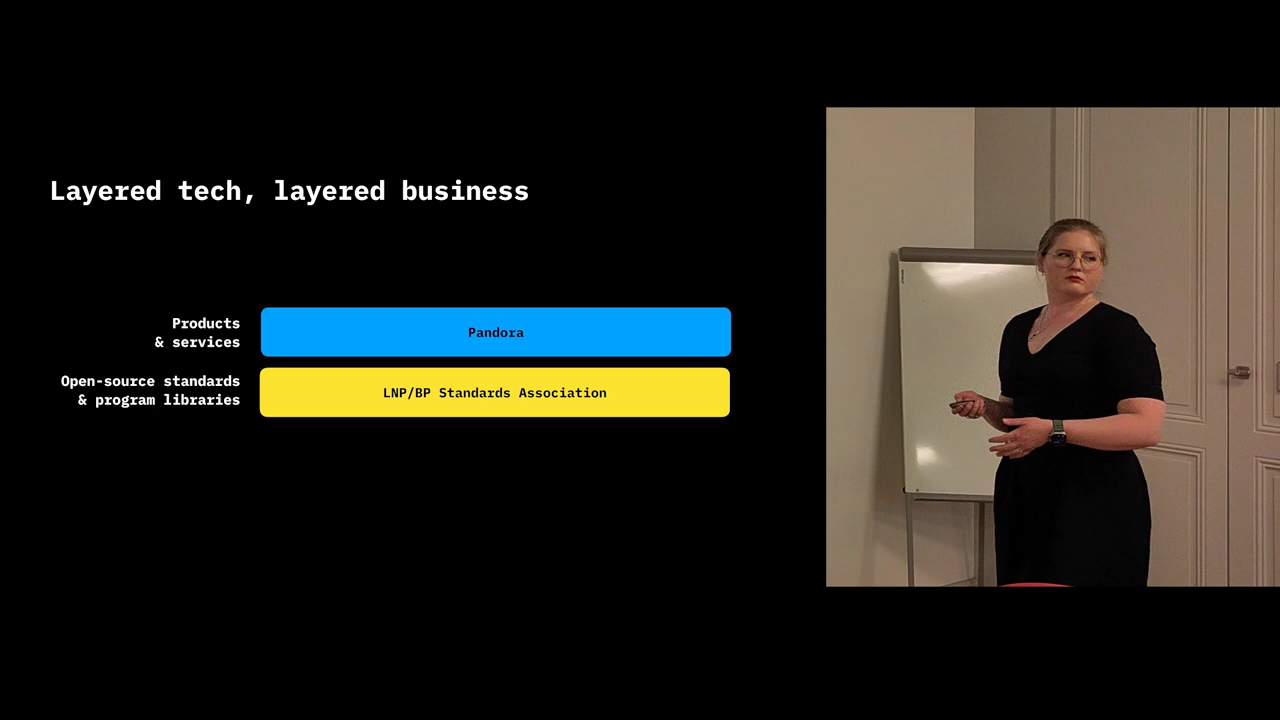 Layered tech, layered business
Products
& services
Pandora
Open-source standards
& program libraries
LNP/BP Standards Association